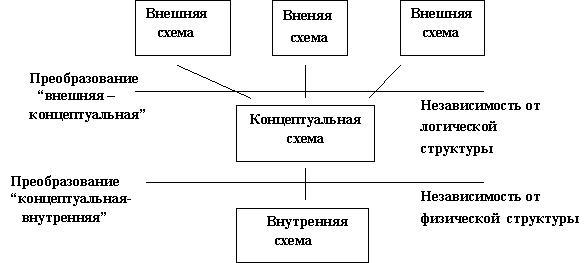 Внешняя
схема
Вненяя
схема
Внешняя
схема
Преобразование
“внешняя –
концептуальная”
Концептуальная
схема
Независимость от
логической
структуры
Преобразование
“концептуальная-
внутренняя”
Независимость от
физической структуры
Внутренняя
схема